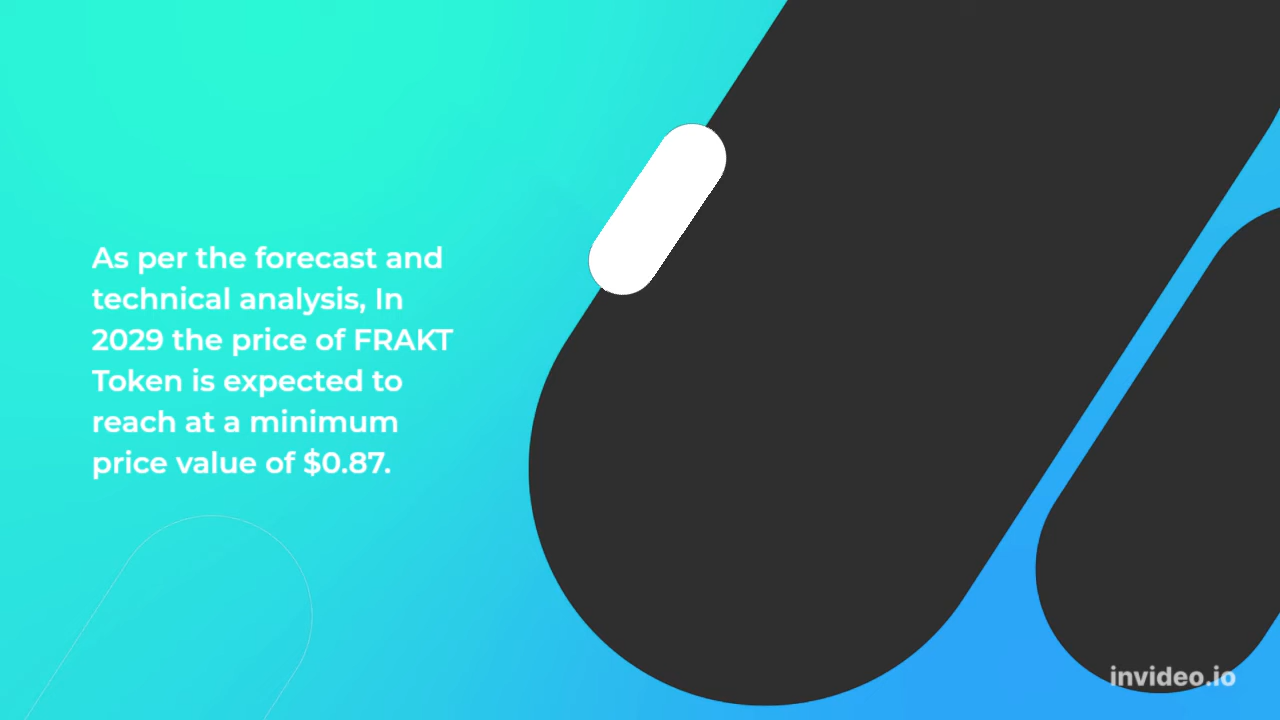 As per the forecast and
technical analysis, In
2029 the price of FRAKT
Token is expected to
reach at a minimum
price value of $0.87.
invideo.io